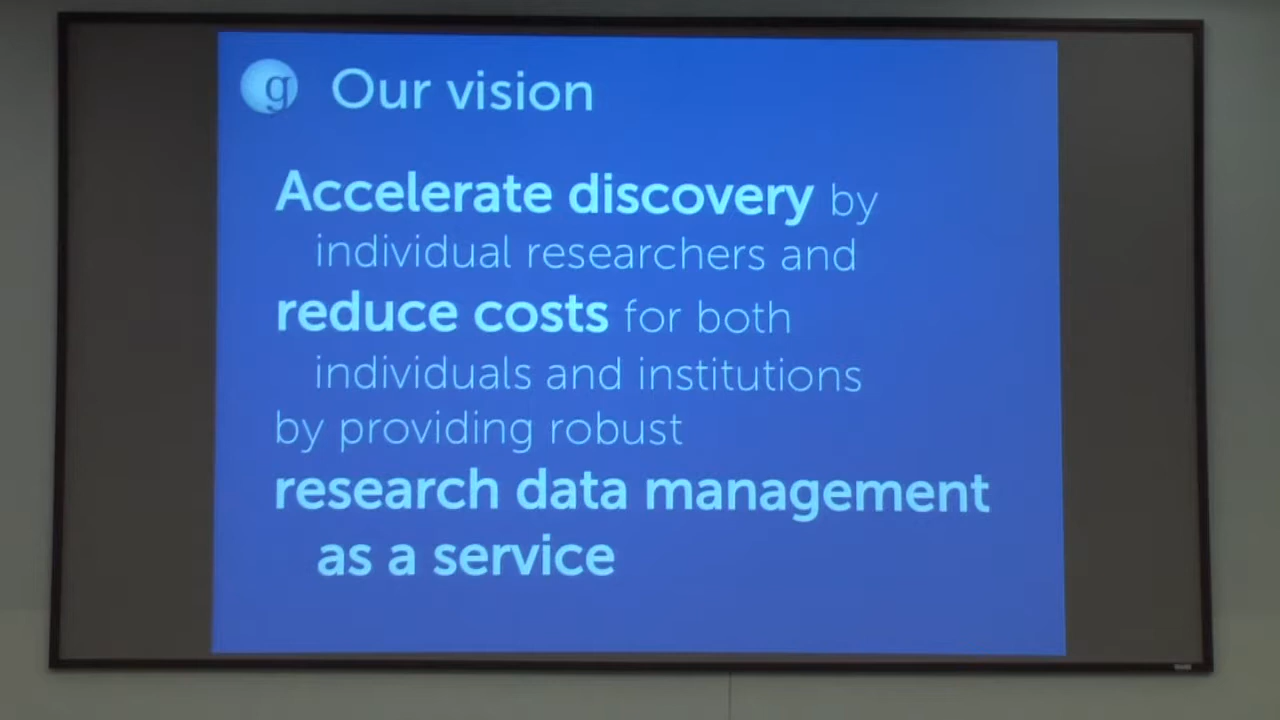 g Our vision
Accelerate discovery by
individual researchers and
reduce costs for both
individuals and institutions
by providing robust
research data management
as a service